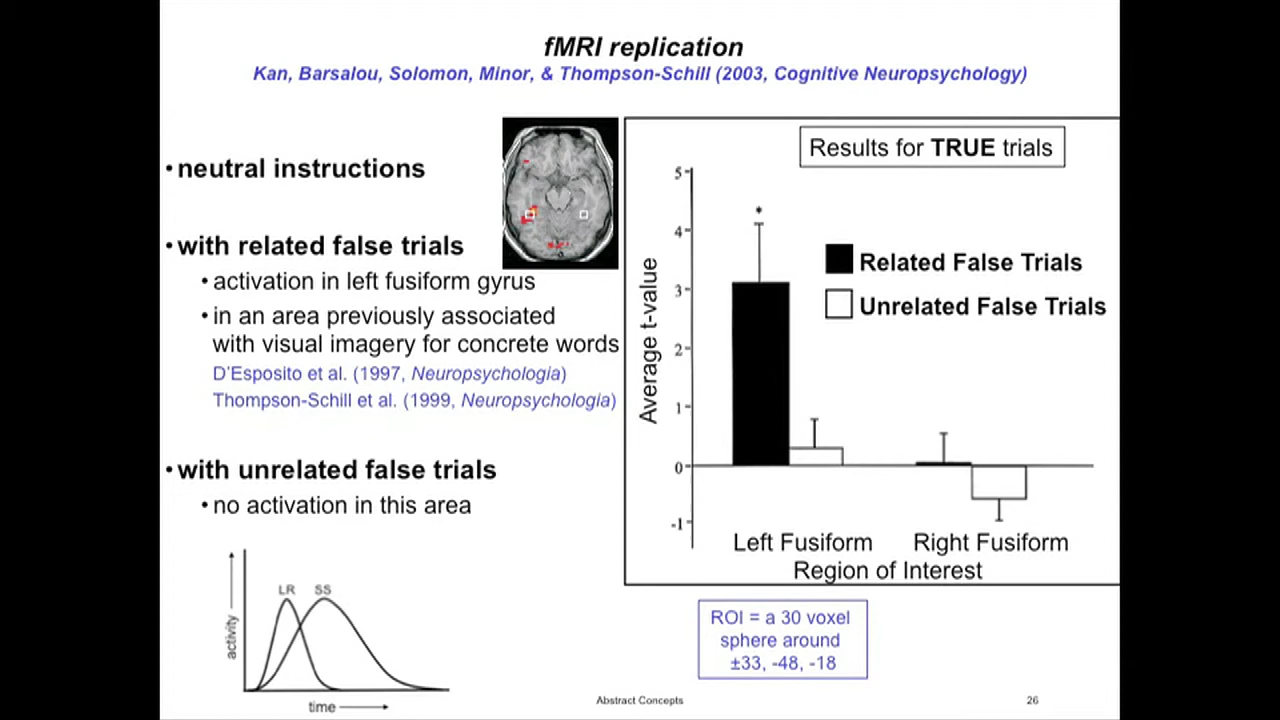 fMRI replication
Kan, Barsalou, Solomon, Minor, & Thompson-Schill (2003, Cognitive Neuropsychology)
•neutral instructions
•with related false trials
•activation in left fusiform gyrus
•in an area previously associated
with visual imagery for concrete words
D'Esposito et al. (1997, Neuropsychologia)
Thompson-Schill et al. (1999, Neuropsychologia)
•with unrelated false trials
•no activation in this area
LR SS
activity
time
Results for TRUE trials
5
4
3
2
1
0
-1
*
Average t-value
Related False Trials
Unrelated False Trials
Left Fusiform Right Fusiform
Region of Interest
ROI = a 30 voxel
sphere around
±33, -48, -18
Abstract Concepts
26